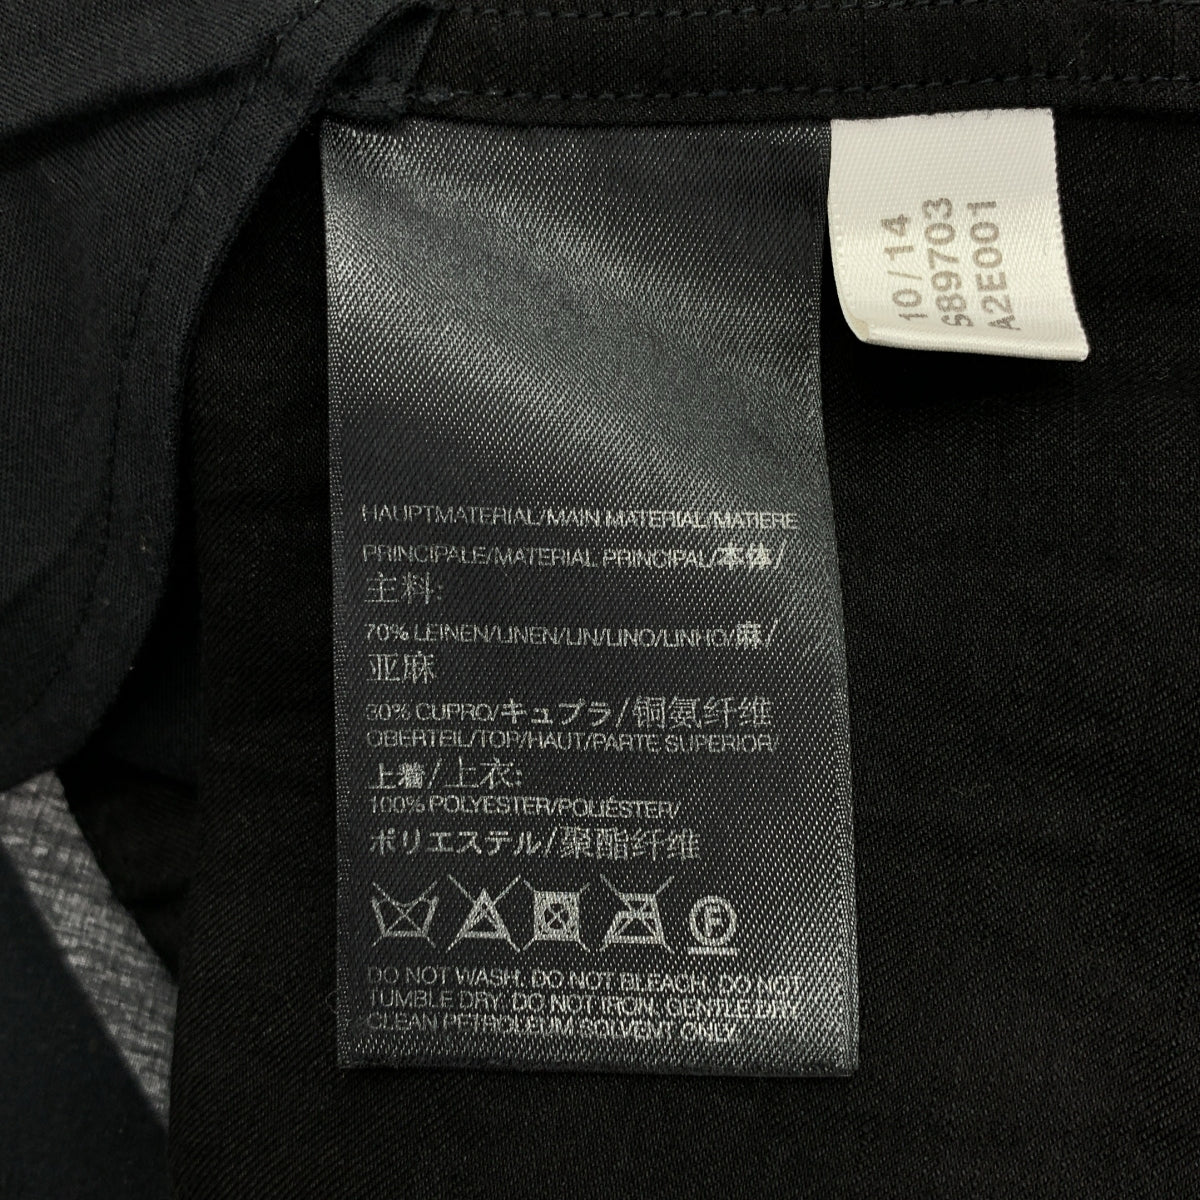 HAUPTMATERIAL/MAIN MATERIAL/MATIERE
PRINCIPALE/MATERIAL PRINCIPAL/本体/
主料:
70% LEINEN/LINEN/LIN/LINO/LINHO/麻/
亚麻
30% CUPRO/キュプラ/铜氨纤维
OBERTEIL/TOP/HAUT/PARTE SUPERIOR/
上着/上衣:
100% POLYESTER/POLIÉSTER/
ポリエステル/聚酯纤维
F
DO NOT WASH. DO NOT BLEACH. DO NOT
TUMBLE DRY. DO NOT IRON. GENTLE DRY
CLEAN PETROLEUM SOLVENT ONLY
10/14
S89703
A2E001